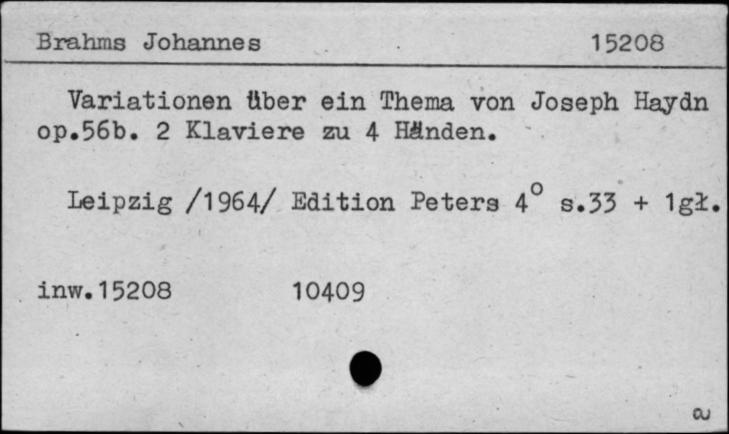 Brahms Johannes 15208
Variationen über ein Thema von Joseph Haydn
op.56b. 2 Klaviere zu 4 Händen.
Leipzig /1964/ Edition Peters 4° s.33 + 1gł.
inw.15208 10409